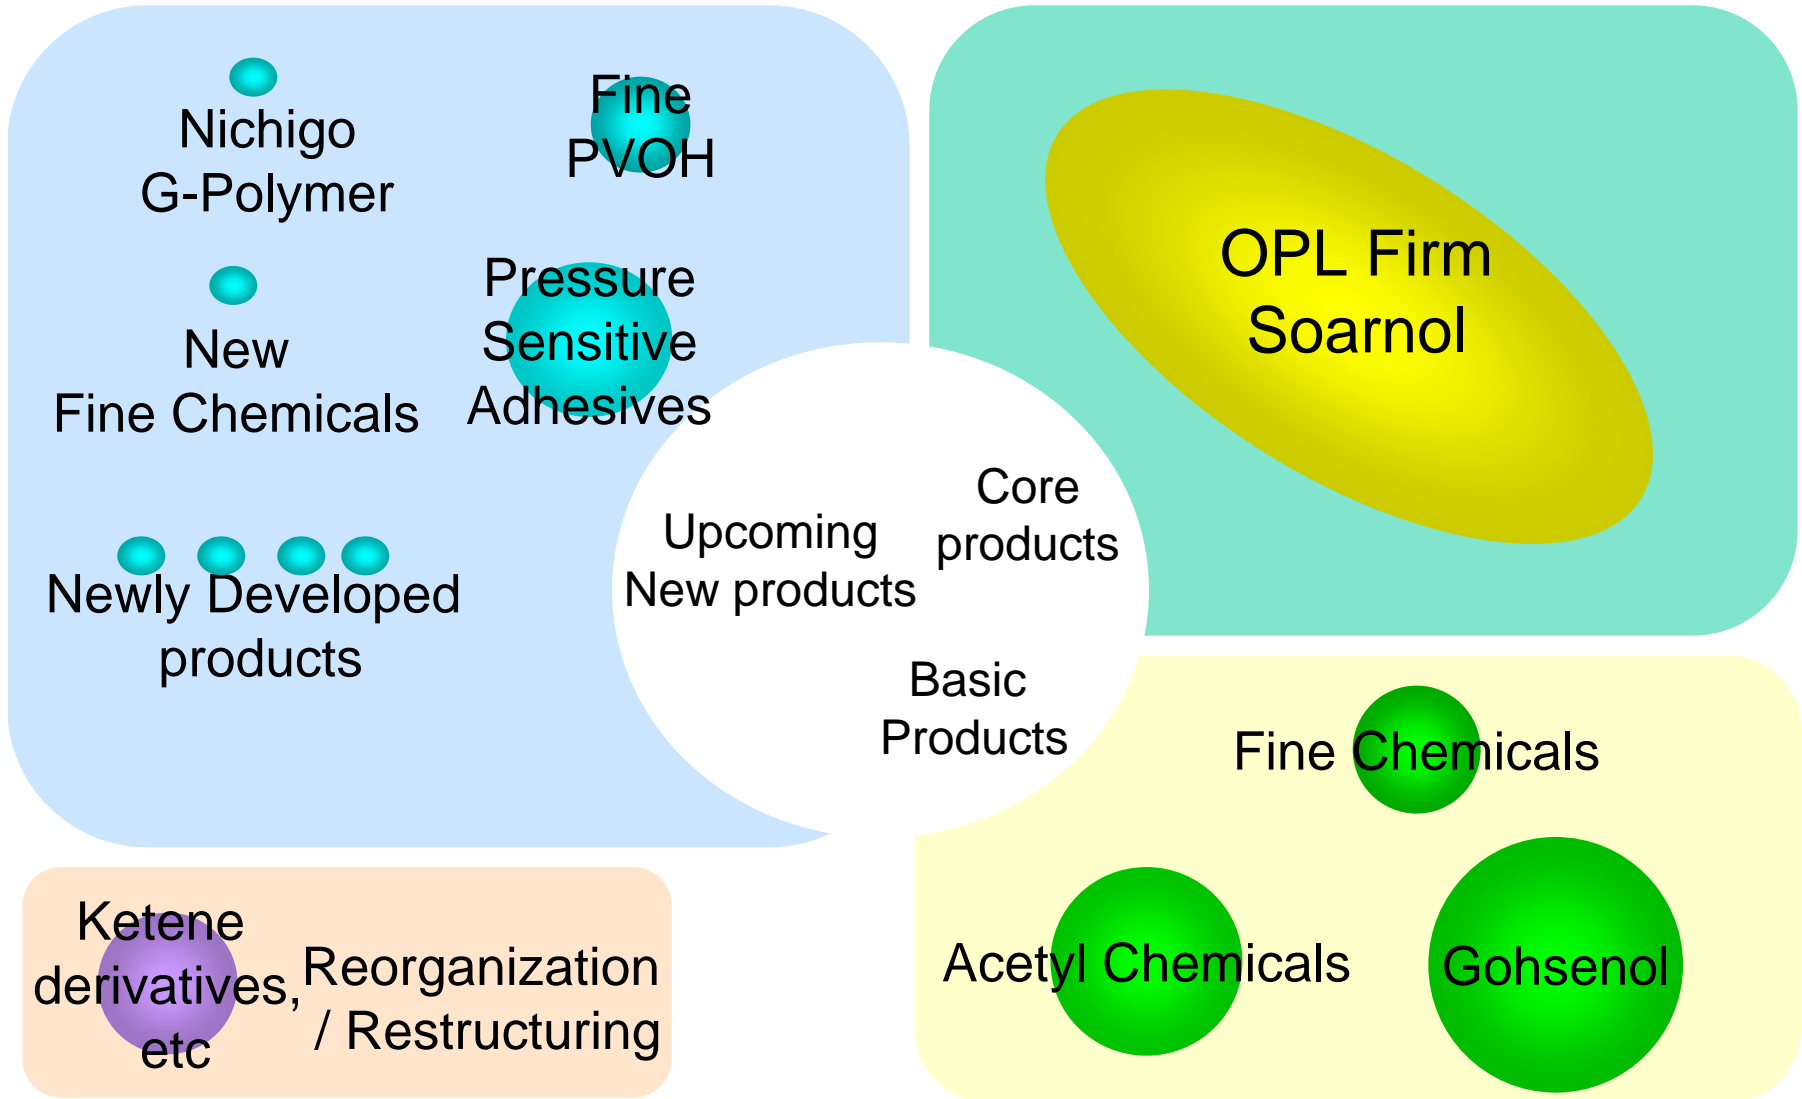 Nichigo
G-Polymer
Fine
PVOH
New
Fine Chemicals
Pressure
Sensitive
Adhesives
Newly Developed
products
OPL Firm
Soarnol
Upcoming
New products
Core
products
Basic
Products
Fine Chemicals
Acetyl Chemicals
Gohsenol
Ketene
derivatives,
etc
Reorganization
/ Restructuring